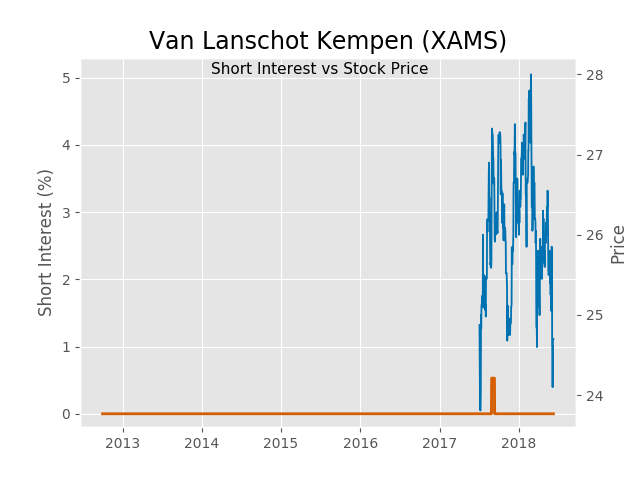 Van Lanschot Kempen (XAMS)
Short Interest vs Stock Price
Short Interest (%)
5
4
3
2
1
0
28
27
26
25
24
Price
2013 2014 2015 2016 2017 2018